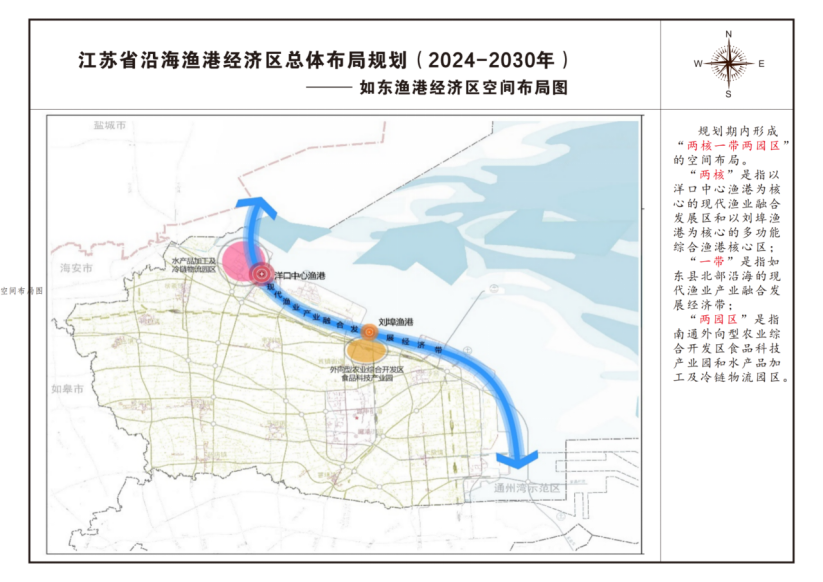 江苏省沿海渔港经济区总体布局规划（2024-2030年）
—— 如东渔港经济区空间布局图
N
W
E
S
规划期内形成
“两核一带两园区”
的空间布局。
“两核”是指以
洋口中心渔港为核
心的现代渔业融合
发展区和以刘埠渔
港为核心的多功能
综合渔港核心区；
“一带”是指如
东县北部沿海的现
代渔业产业融合发
展经济带；
“两园区”是指
南通外向型农业综
合开发区食品科技
产业园和水产品加
工及冷链物流园区。
盐城市
水产品加工及
冷链物流园区
海安市
洋口中心渔港
空间布局图
现代渔业产业融合发展经济带
刘埠渔港
外向型农业综合开发区
食品科技产业园
如皋市
通州湾示范区